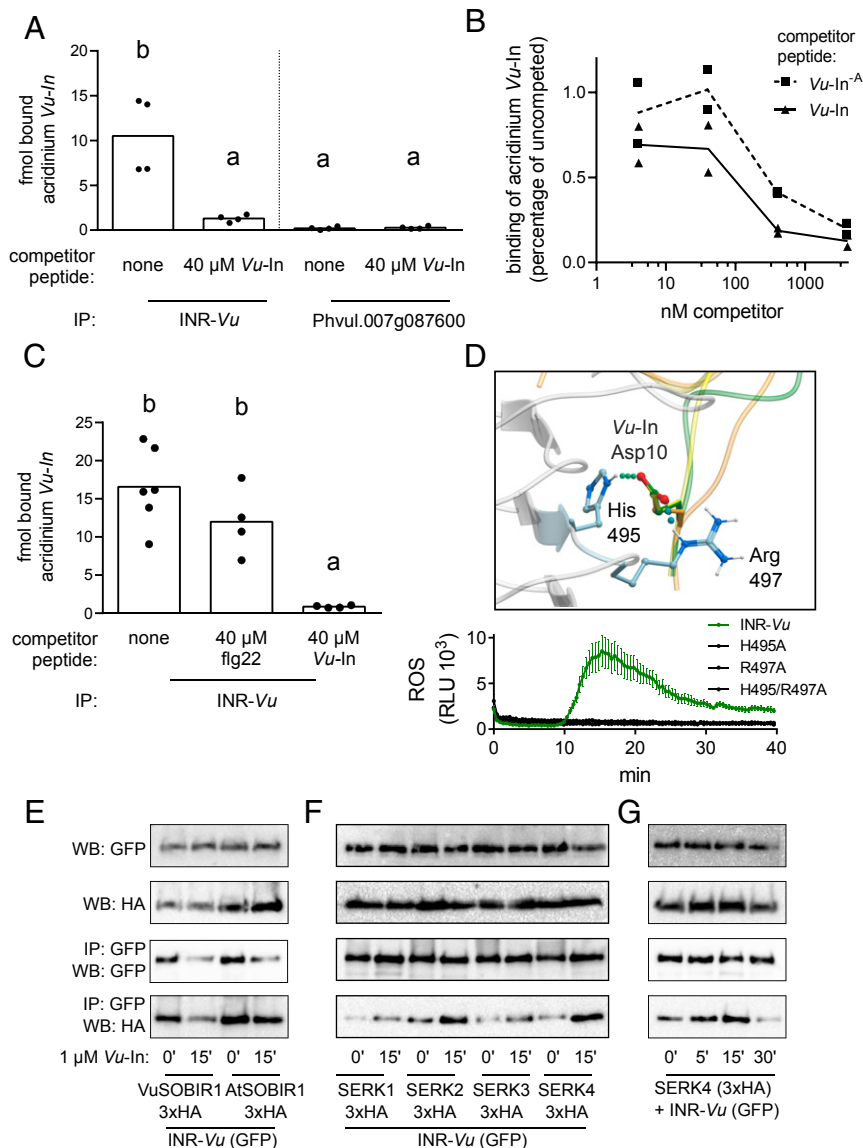 A
fmol bound
acridinium Vu-In
20
15
10
5
0
b
a
a
a
competitor
peptide:
none
40 µM Vu-In
none
40 µM Vu-In
IP:
INR-Vu
Phvul.007g087600
B
binding of acridinium Vu-In
(percentage of uncompeted)
1.0
0.5
0.0
1
10
100
1000
nM competitor
competitor
peptide:
Vu-In-A
Vu-In
C
fmol bound
acridinium Vu-In
25
20
15
10
5
0
b
b
a
competitor
peptide:
none
40 µM
flg22
40 µM
Vu-In
IP:
INR-Vu
D
Vu-In
Asp10
His
495
Arg
497
ROS
(RLU 10³)
10
5
0
0
10
20
30
40
min
INR-Vu
H495A
R497A
H495/R497A
E
F
G
WB: GFP
WB: HA
IP: GFP
WB: GFP
IP: GFP
WB: HA
1 µM Vu-In:
0' 15' 0' 15'
VuSOBIR1 AtSOBIR1
3xHA 3xHA
INR-Vu (GFP)
0' 15' 0' 15' 0' 15' 0' 15'
SERK1 SERK2 SERK3 SERK4
3xHA 3xHA 3xHA 3xHA
INR-Vu (GFP)
0' 5' 15' 30'
SERK4 (3xHA)
+ INR-Vu (GFP)